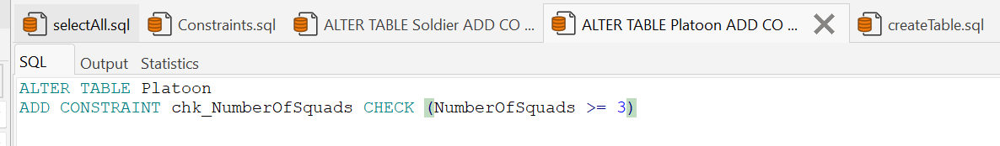 selectAll.sql Constraints.sql ALTER TABLE Soldier ADD CO ... ALTER TABLE Platoon ADD CO ... createTable.sql
SQL Output Statistics
ALTER TABLE Platoon
ADD CONSTRAINT chk_NumberOfSquads CHECK (NumberOfSquads >= 3)